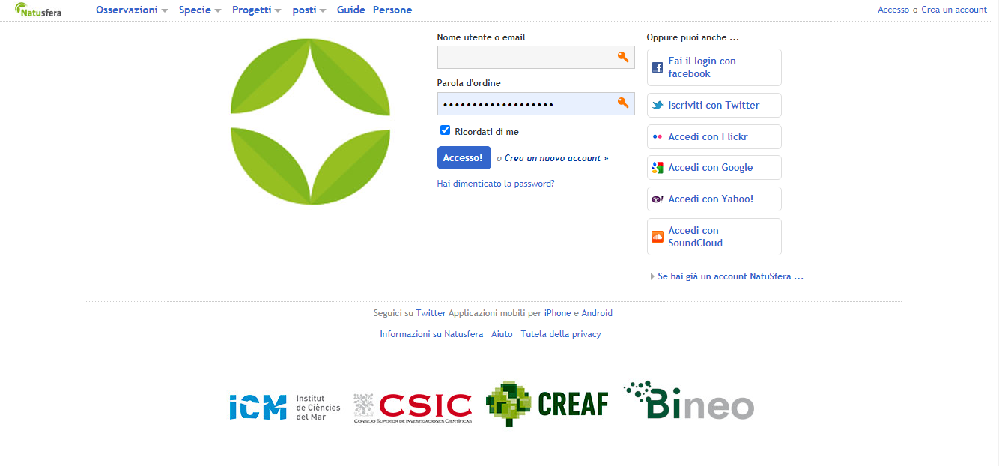 Natusfera
Osservazioni Specie Progetti posti Guide Persone
Accesso o Crea un account
Nome utente o email
Parola d'ordine
••••••••••••••••••
Ricordati di me
Accesso! o Crea un nuovo account »
Hai dimenticato la password?
Oppure puoi anche ...
Fai il login con
facebook
Iscriviti con Twitter
Accedi con Flickr
Accedi con Google
Accedi con Yahoo!
Accedi con
SoundCloud
Se hai già un account NatuSfera ...
Seguici su Twitter Applicazioni mobili per iPhone e Android
Informazioni su Natusfera Aiuto Tutela della privacy
iCM
Institut
de Ciències
del Mar
CSIC
CONSEJO SUPERIOR DE INVESTIGACIONES CIENTÍFICAS
CREAF
Bineo